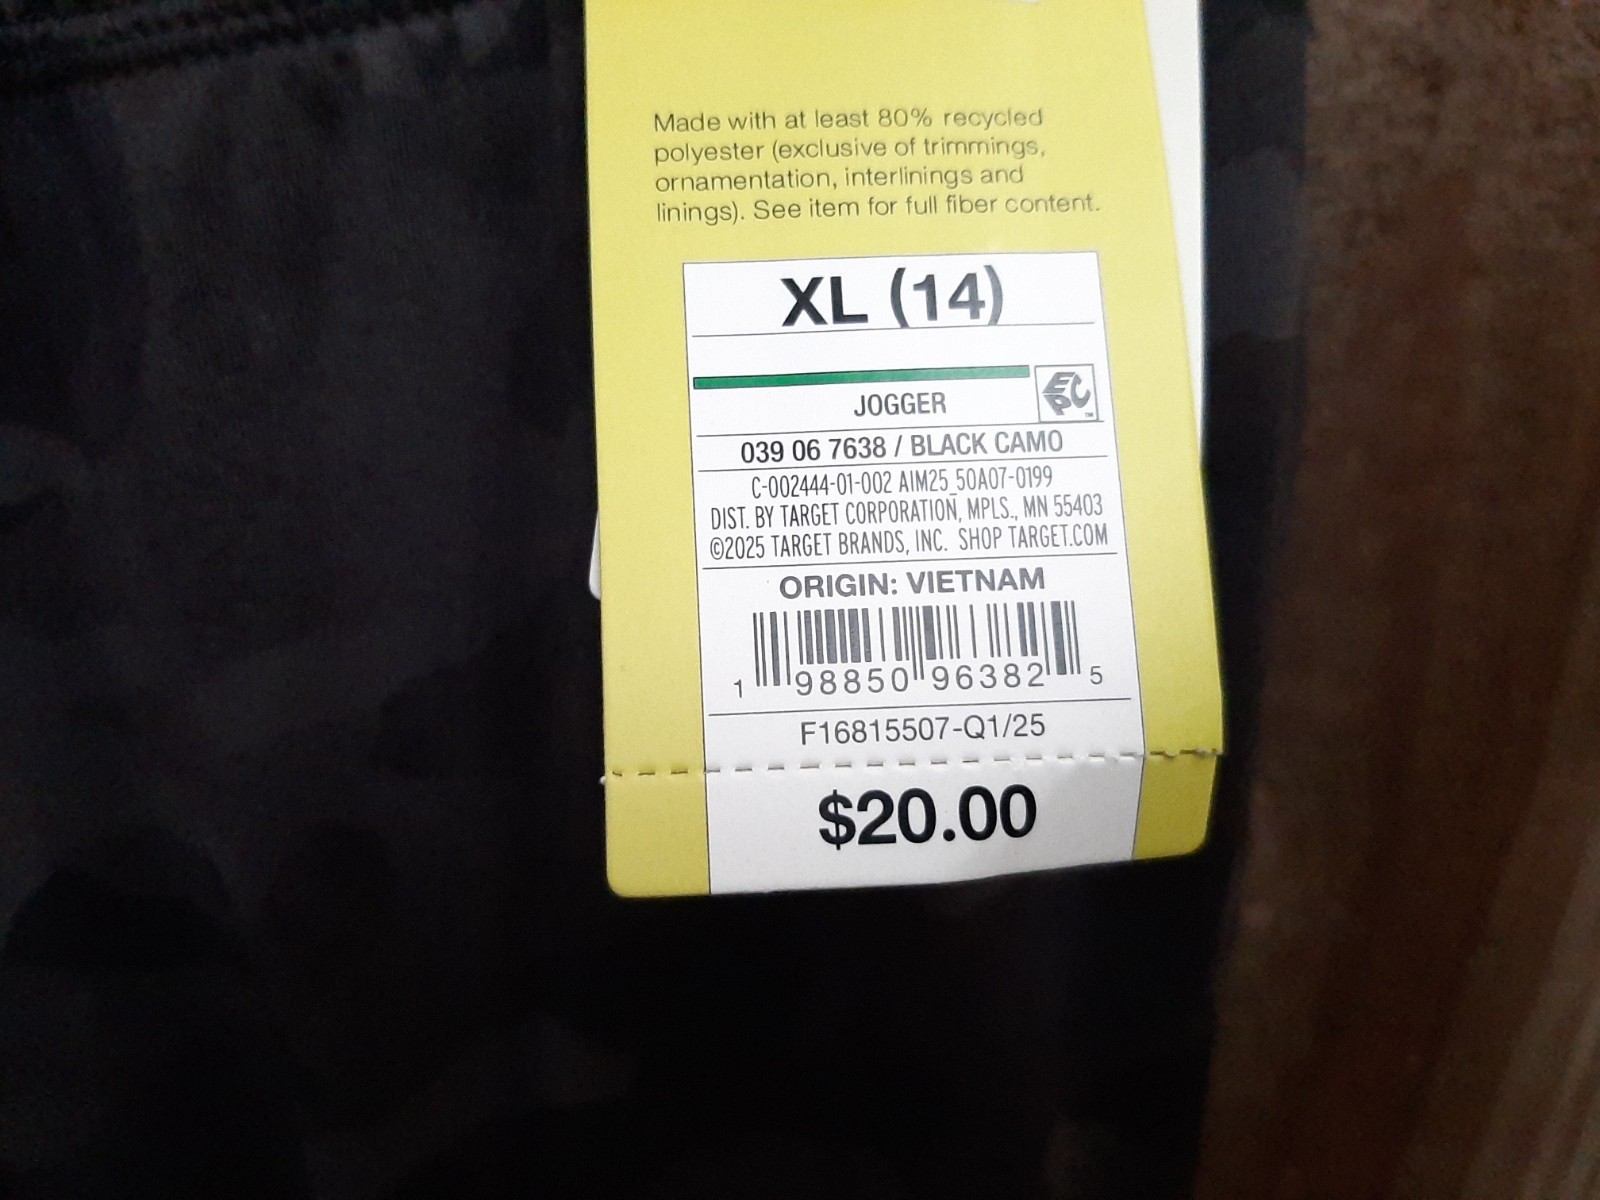 Made with at least 80% recycled
polyester (exclusive of trimmings,
ornamentation, interlinings and
linings). See item for full fiber content.
XL (14)
EPC
TM
JOGGER
039 06 7638 / BLACK CAMO
C-002444-01-002 AIM25_50A07-0199
DIST. BY TARGET CORPORATION, MPLS., MN 55403
©2025 TARGET BRANDS, INC. SHOP TARGET.COM
ORIGIN: VIETNAM
1 98850 96382 5
F16815507-Q1/25
$20.00